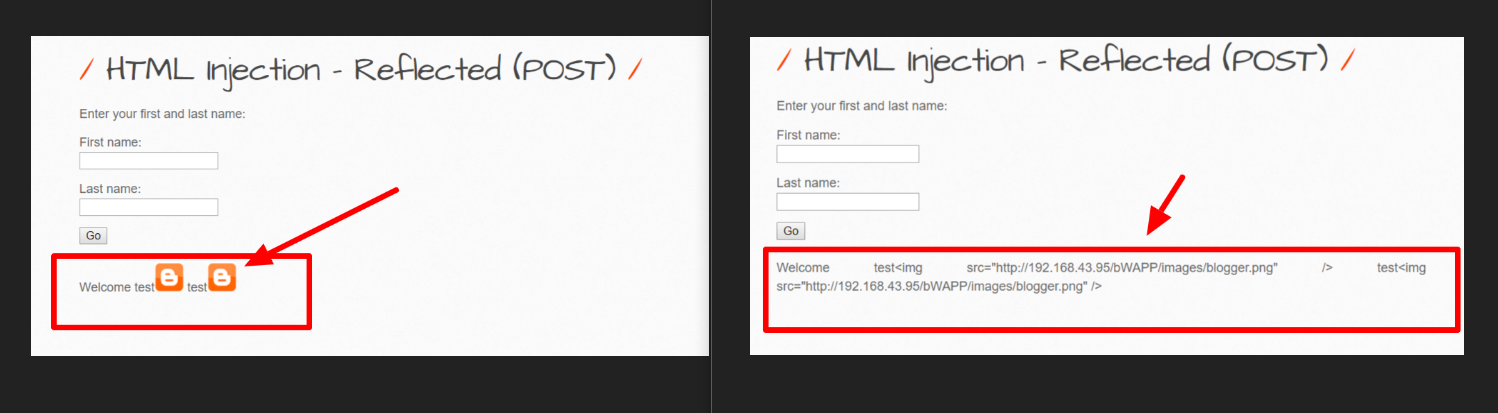 / HTML Injection - Reflected (POST) /
Enter your first and last name:
First name:
Last name:
Go
Welcome test test
/ HTML Injection - Reflected (POST) /
Enter your first and last name:
First name:
Last name:
Go
Welcome test<img src="http://192.168.43.95/bWAPP/images/blogger.png" /> test<img
src="http://192.168.43.95/bWAPP/images/blogger.png" />